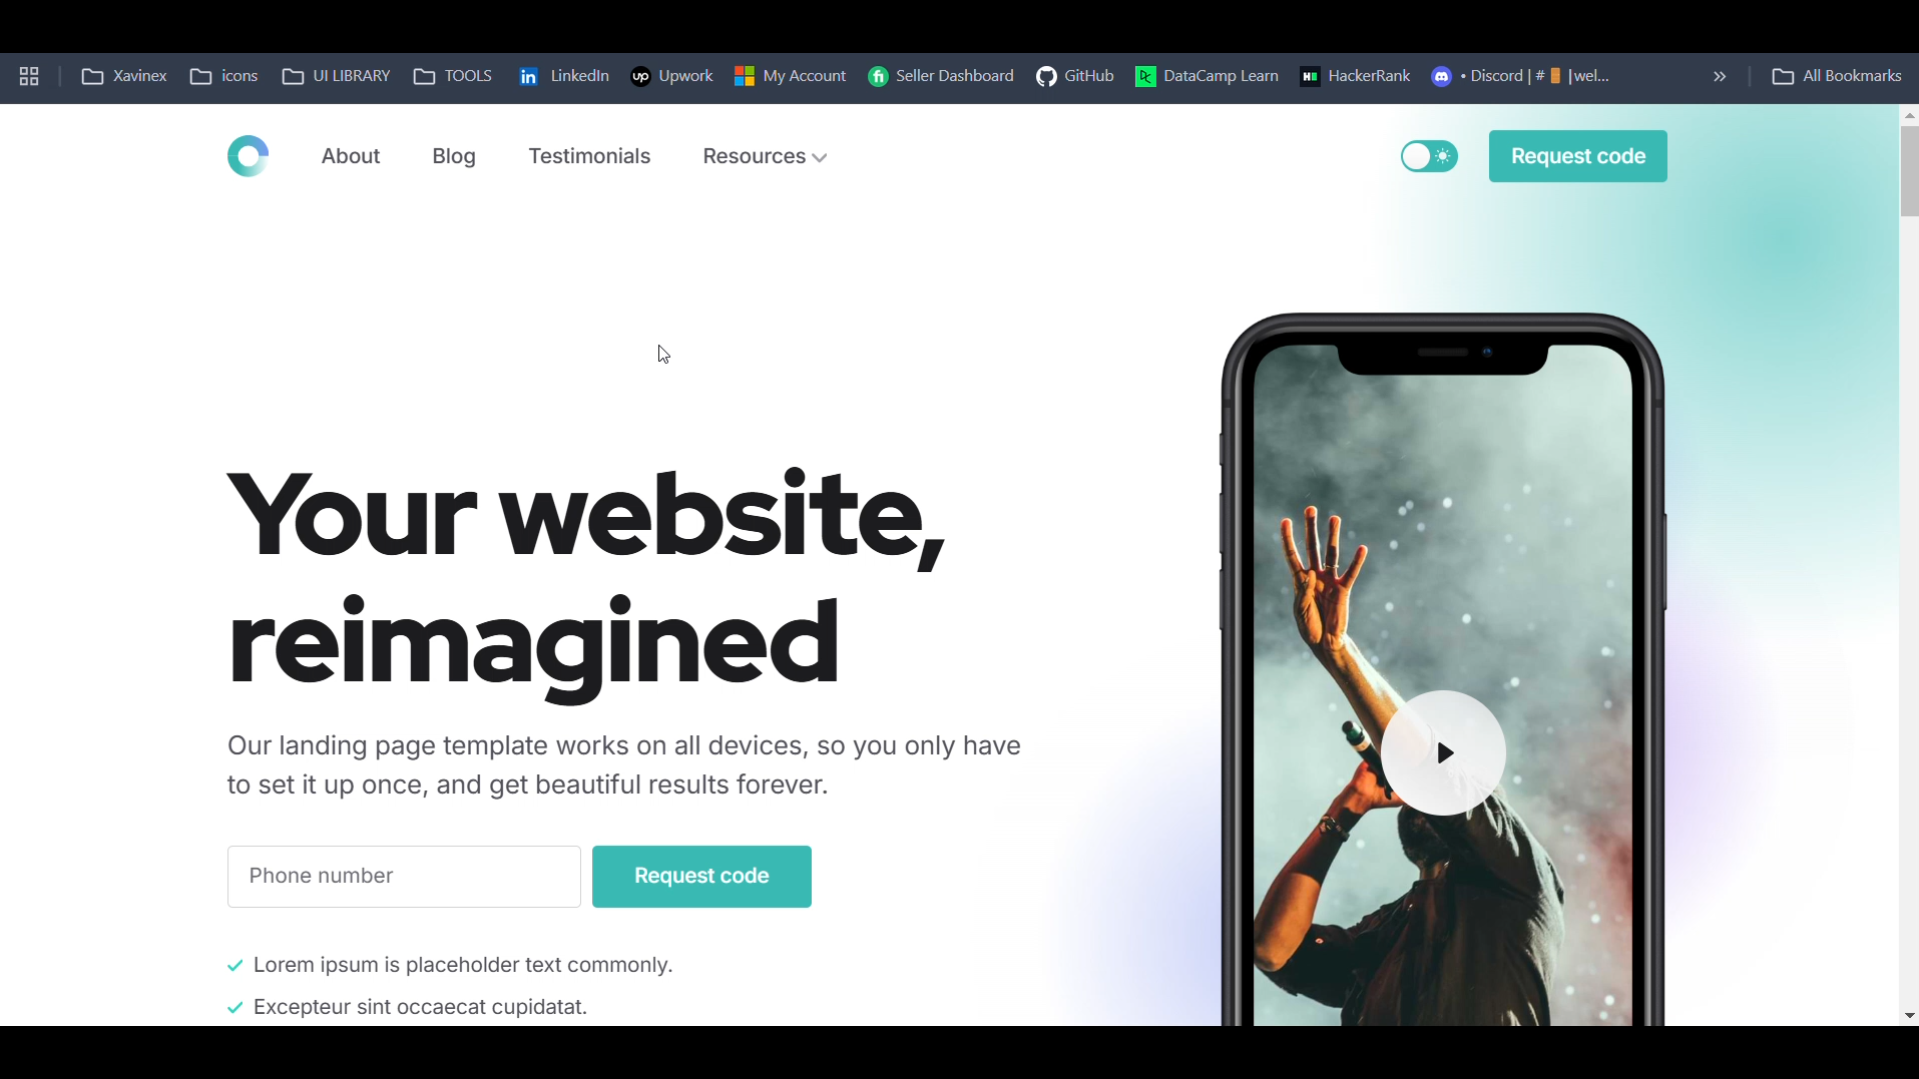 Xavinex icons UI LIBRARY TOOLS LinkedIn Upwork My Account Seller Dashboard GitHub DataCamp Learn HackerRank • Discord | # |wel... » All Bookmarks
About Blog Testimonials Resources Request code
Your website,
reimagined
Our landing page template works on all devices, so you only have
to set it up once, and get beautiful results forever.
Phone number Request code
Lorem ipsum is placeholder text commonly.
Excepteur sint occaecat cupidatat.